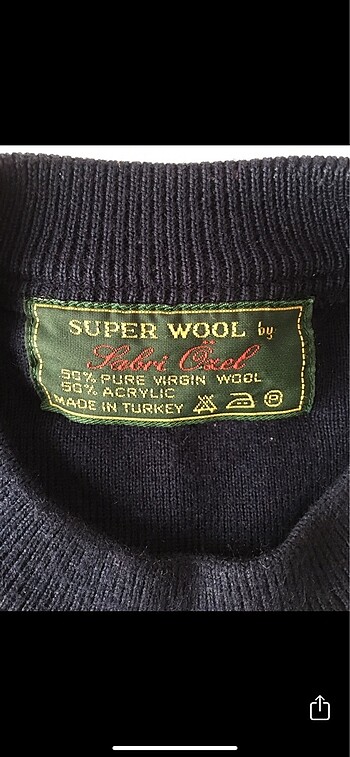 SUPER WOOL by
Sabri Özel
50% PURE VIRGIN WOOL
50% ACRYLIC
MADE IN TURKEY
P